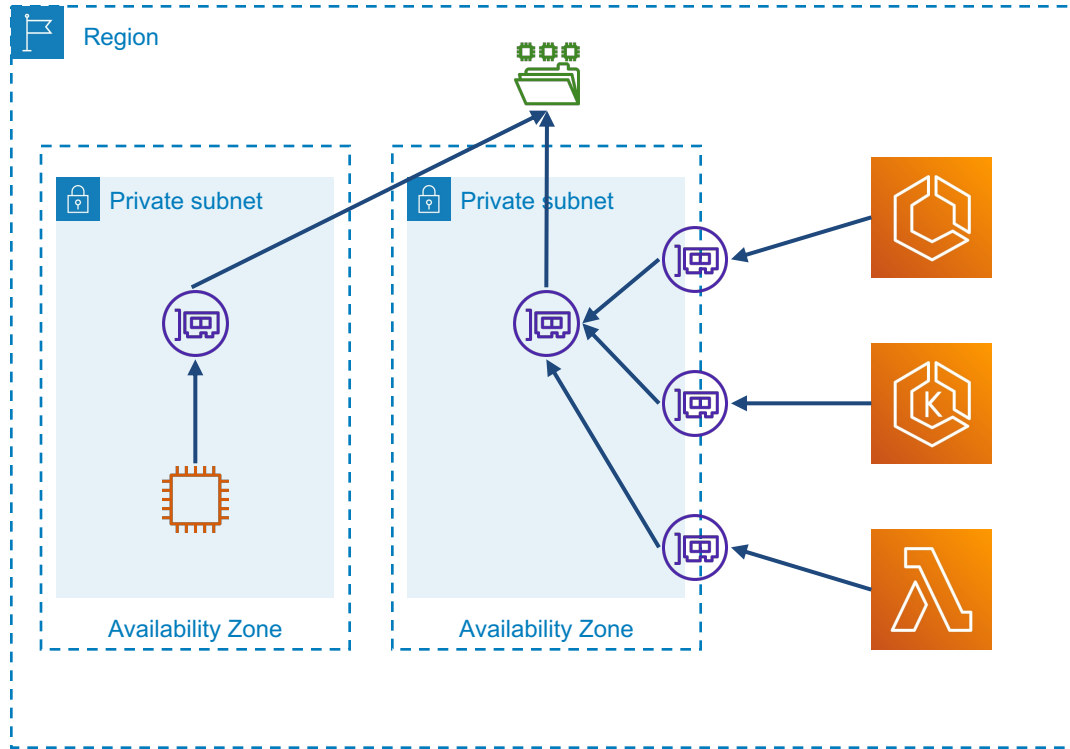 Region
Private subnet
Private subnet
K
Availability Zone
Availability Zone